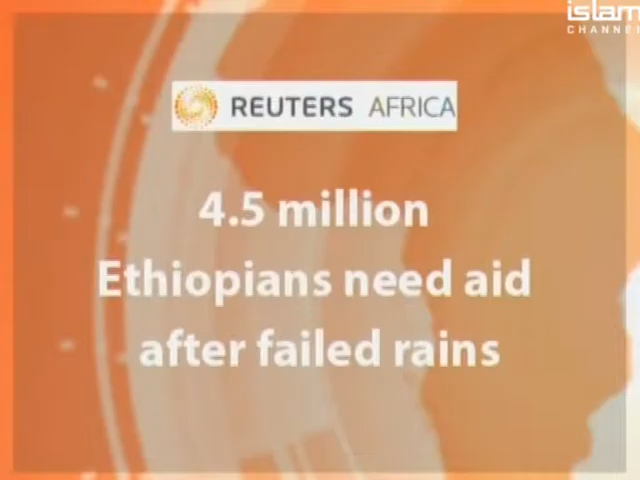 islam
CHANNEL
REUTERS AFRICA
4.5 million
Ethiopians need aid
after failed rains